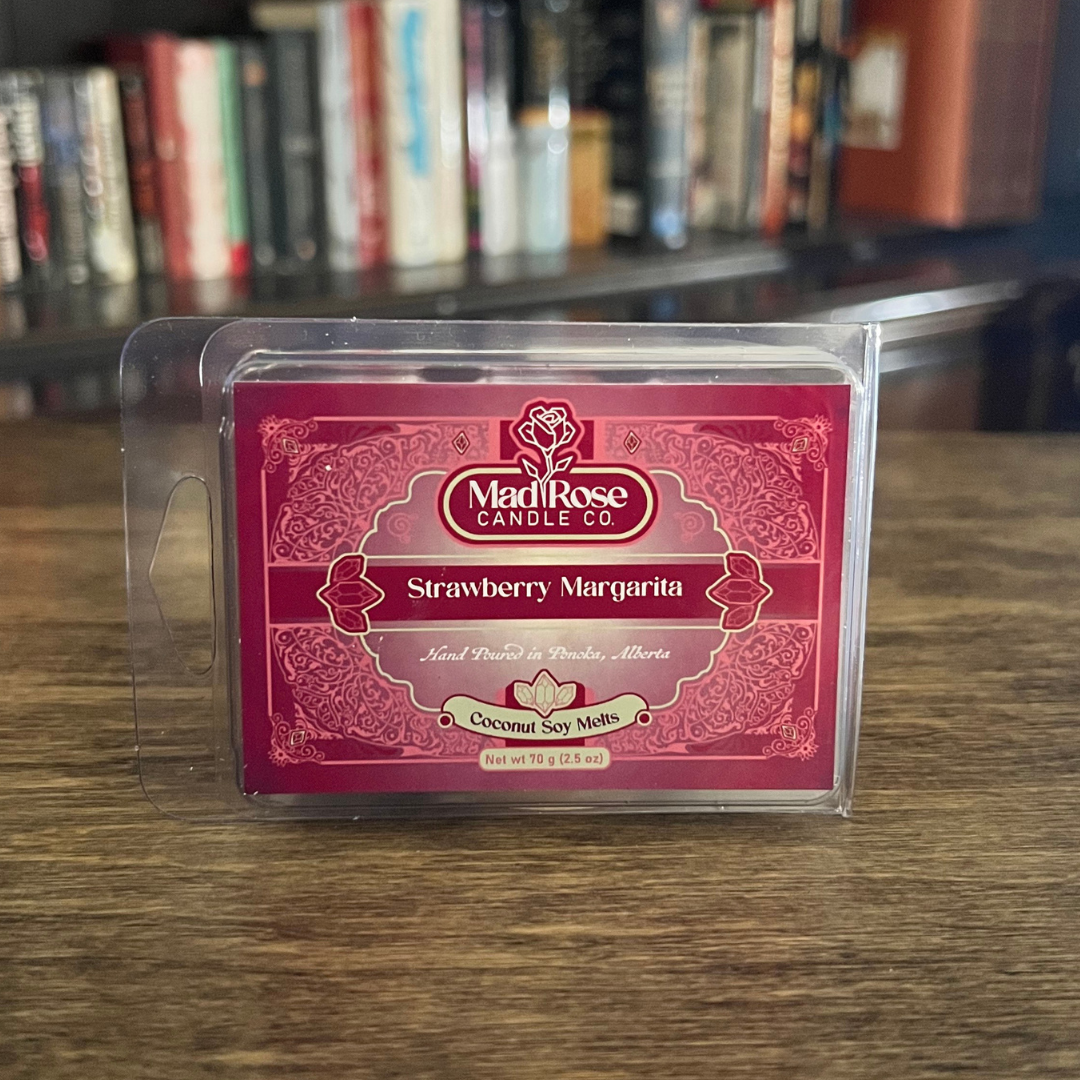 Mad Rose
CANDLE CO.
Strawberry Margarita
Hand Poured in Ponoka, Alberta
Coconut Soy Melts
Net wt 70 g (2.5 oz)